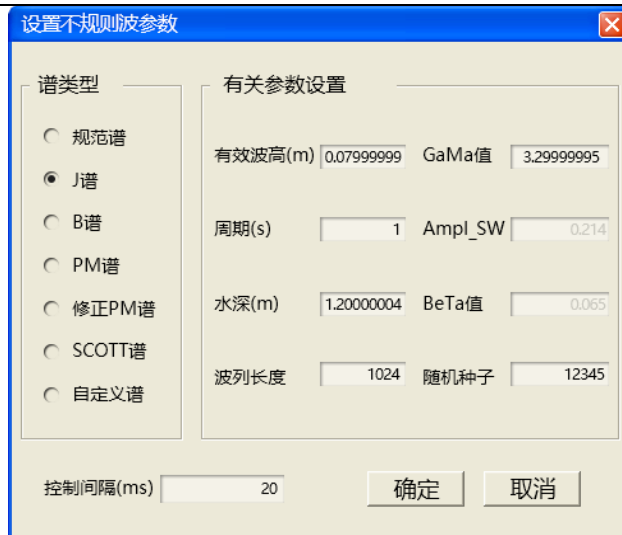 设置不规则波参数
谱类型
规范谱
J谱
B谱
PM谱
修正PM谱
SCOTT谱
自定义谱
有关参数设置
有效波高(m) 0.07999999 GaMa值 3.29999995
周期(s) 1 Ampl_SW 0.214
水深(m) 1.20000004 BeTa值 0.065
波列长度 1024 随机种子 12345
控制间隔(ms) 20 确定 取消